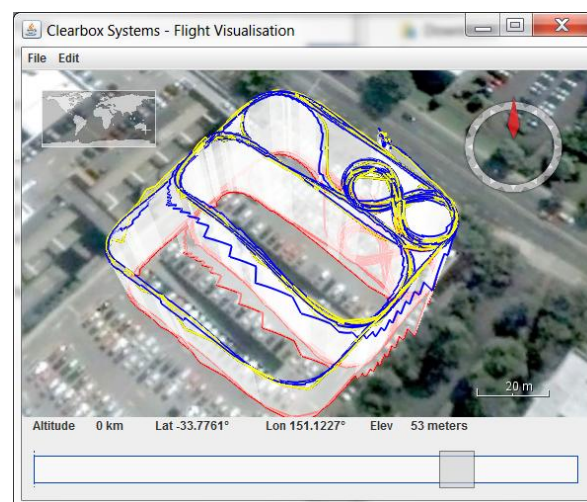 Clearbox Systems - Flight Visualisation
File Edit
20 m
Altitude 0 km Lat -33.7761° Lon 151.1227° Elev 53 meters